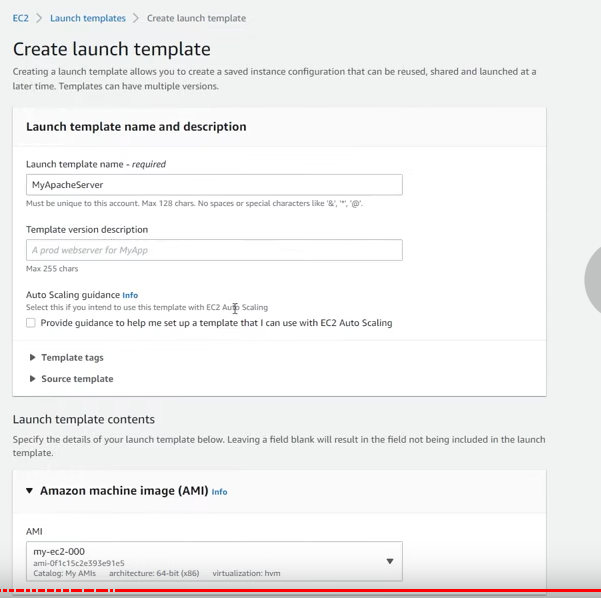 EC2 > Launch templates > Create launch template
Create launch template
Creating a launch template allows you to create a saved instance configuration that can be reused, shared and launched at a
later time. Templates can have multiple versions.
Launch template name and description
Launch template name - required
MyApacheServer
Must be unique to this account. Max 128 chars. No spaces or special characters like '&', '*', '@'.
Template version description
A prod webserver for MyApp
Max 255 chars
Auto Scaling guidance Info
Select this if you intend to use this template with EC2 Auto Scaling
Provide guidance to help me set up a template that I can use with EC2 Auto Scaling
Template tags
Source template
Launch template contents
Specify the details of your launch template below. Leaving a field blank will result in the field not being included in the launch
template.
Amazon machine image (AMI) Info
AMI
my-ec2-000
ami-0f1c15c2e393e91e5
Catalog: My AMIs architecture: 64-bit (x86) virtualization: hvm